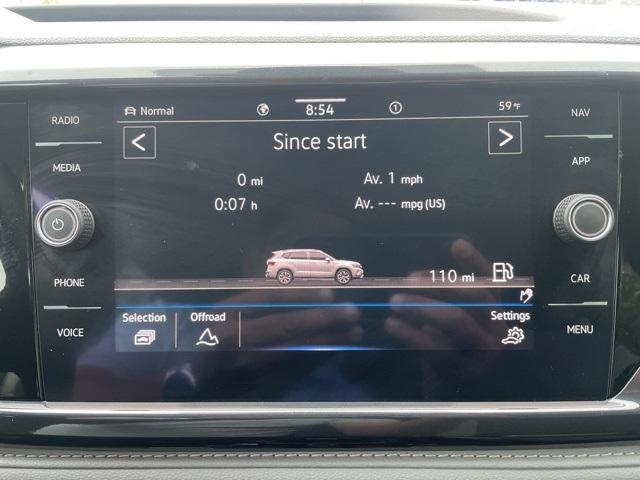 RADIO
MEDIA
PHONE
VOICE
Normal
8:54
1
59 °F
<
Since start
>
0 mi
Av. 1 mph
0:07 h
Av. --- mpg (US)
110 mi
Selection
Offroad
Settings
NAV
APP
CAR
MENU